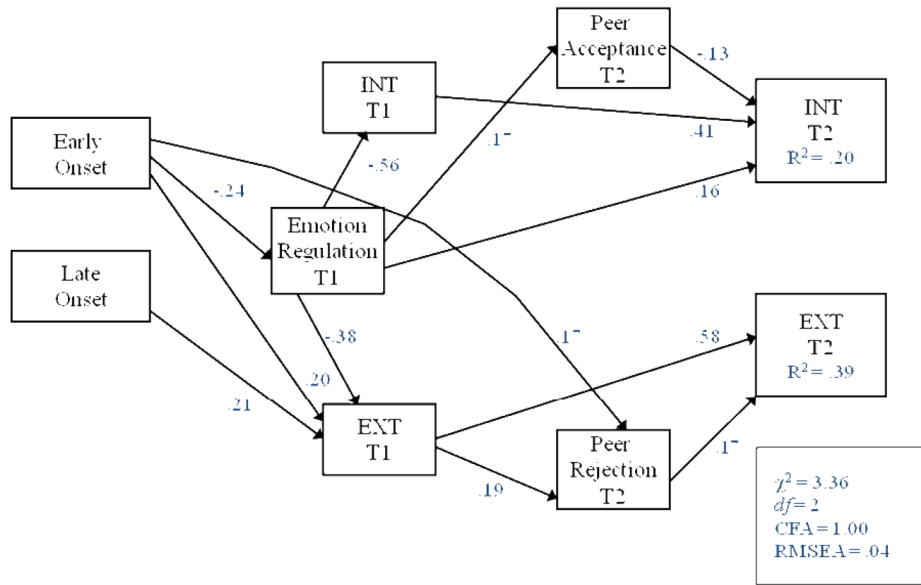 Peer
Acceptance
T2
-.13
INT
T1
INT
T2
R² = .20
.41
.17
Early
Onset
-.56
-.24
.16
Emotion
Regulation
T1
Late
Onset
EXT
T2
R² = .39
-.38
.17
.58
.20
.21
EXT
T1
Peer
Rejection
T2
.17
.19
χ² = 3.36
df = 2
CFA = 1.00
RMSEA = .04